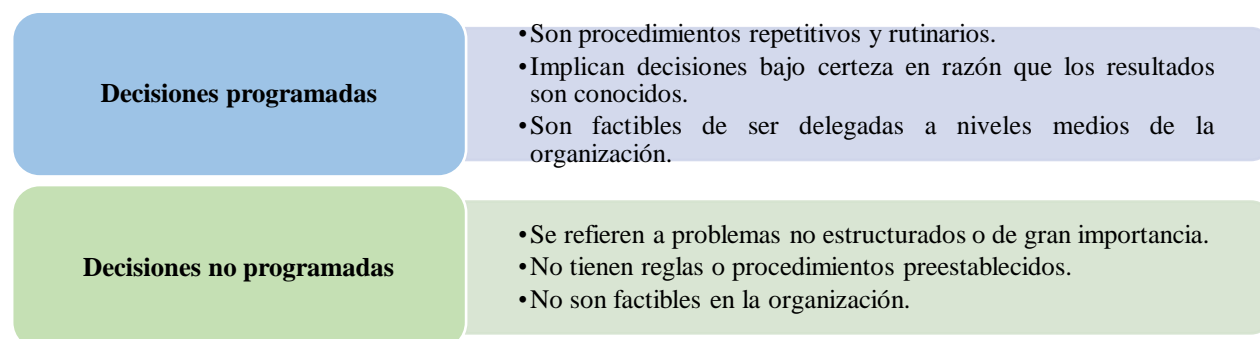 Decisiones programadas
•Son procedimientos repetitivos y rutinarios.
•Implican decisiones bajo certeza en razón que los resultados
son conocidos.
•Son factibles de ser delegadas a niveles medios de la
organización.
Decisiones no programadas
•Se refieren a problemas no estructurados o de gran importancia.
•No tienen reglas o procedimientos preestablecidos.
•No son factibles en la organización.